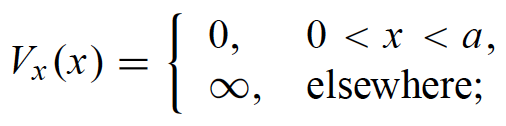 V_x(x) = { 0, 0 < x < a,
∞, elsewhere;